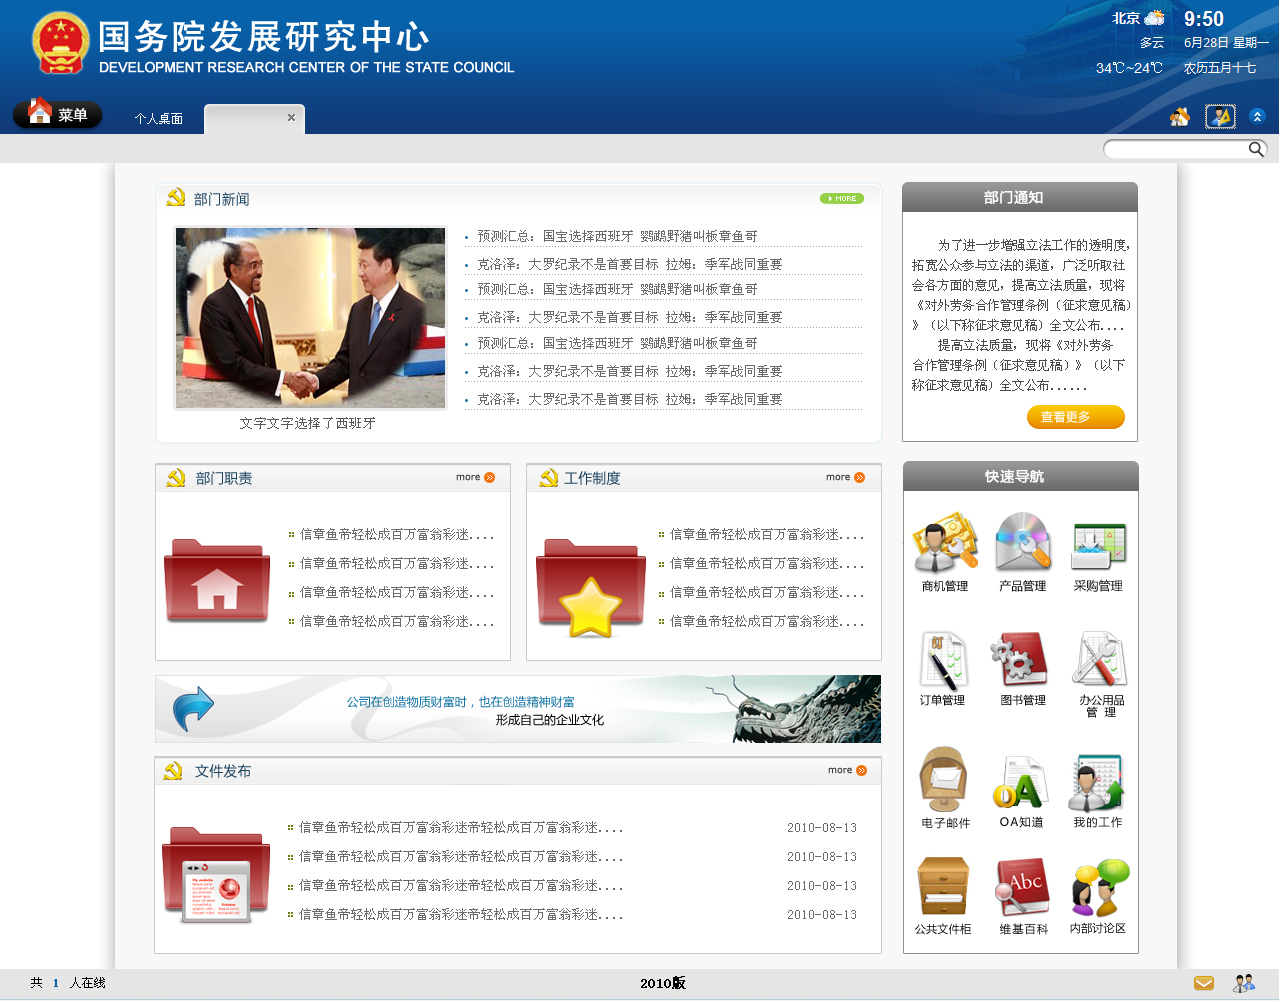 国务院发展研究中心
DEVELOPMENT RESEARCH CENTER OF THE STATE COUNCIL
北京 9:50
多云 6月28日 星期一
34℃~24℃ 农历五月十七
菜单 个人桌面
部门新闻 MORE
预测汇总: 国宝选择西班牙 鹦鹉野猪叫板章鱼哥
克洛泽: 大罗纪录不是首要目标 拉姆: 季军战同重要
预测汇总: 国宝选择西班牙 鹦鹉野猪叫板章鱼哥
克洛泽: 大罗纪录不是首要目标 拉姆: 季军战同重要
预测汇总: 国宝选择西班牙 鹦鹉野猪叫板章鱼哥
克洛泽: 大罗纪录不是首要目标 拉姆: 季军战同重要
克洛泽: 大罗纪录不是首要目标 拉姆: 季军战同重要
文字文字选择了西班牙
部门通知
为了进一步增强立法工作的透明度，
拓宽公众参与立法的渠道，广泛听取社
会各方面的意见，提高立法质量，现将
《对外劳务合作管理条例（征求意见稿）
》（以下称征求意见稿）全文公布....
提高立法质量，现将《对外劳务
合作管理条例（征求意见稿）》（以下
称征求意见稿）全文公布......
查看更多
部门职责 more
信章鱼帝轻松成百万富翁彩迷....
信章鱼帝轻松成百万富翁彩迷....
信章鱼帝轻松成百万富翁彩迷....
信章鱼帝轻松成百万富翁彩迷....
工作制度 more
信章鱼帝轻松成百万富翁彩迷....
信章鱼帝轻松成百万富翁彩迷....
信章鱼帝轻松成百万富翁彩迷....
信章鱼帝轻松成百万富翁彩迷....
公司在创造物质财富时，也在创造精神财富
形成自己的企业文化
文件发布 more
信章鱼帝轻松成百万富翁彩迷帝轻松成百万富翁彩迷.... 2010-08-13
信章鱼帝轻松成百万富翁彩迷帝轻松成百万富翁彩迷.... 2010-08-13
信章鱼帝轻松成百万富翁彩迷帝轻松成百万富翁彩迷.... 2010-08-13
信章鱼帝轻松成百万富翁彩迷帝轻松成百万富翁彩迷.... 2010-08-13
快速导航
商机管理 产品管理 采购管理
订
订单管理 图书管理 办公用品
管 理
OA
电子邮件 OA知道 我的工作
Abc
公共文件柜 维基百科 内部讨论区
共 1 人在线 2010版